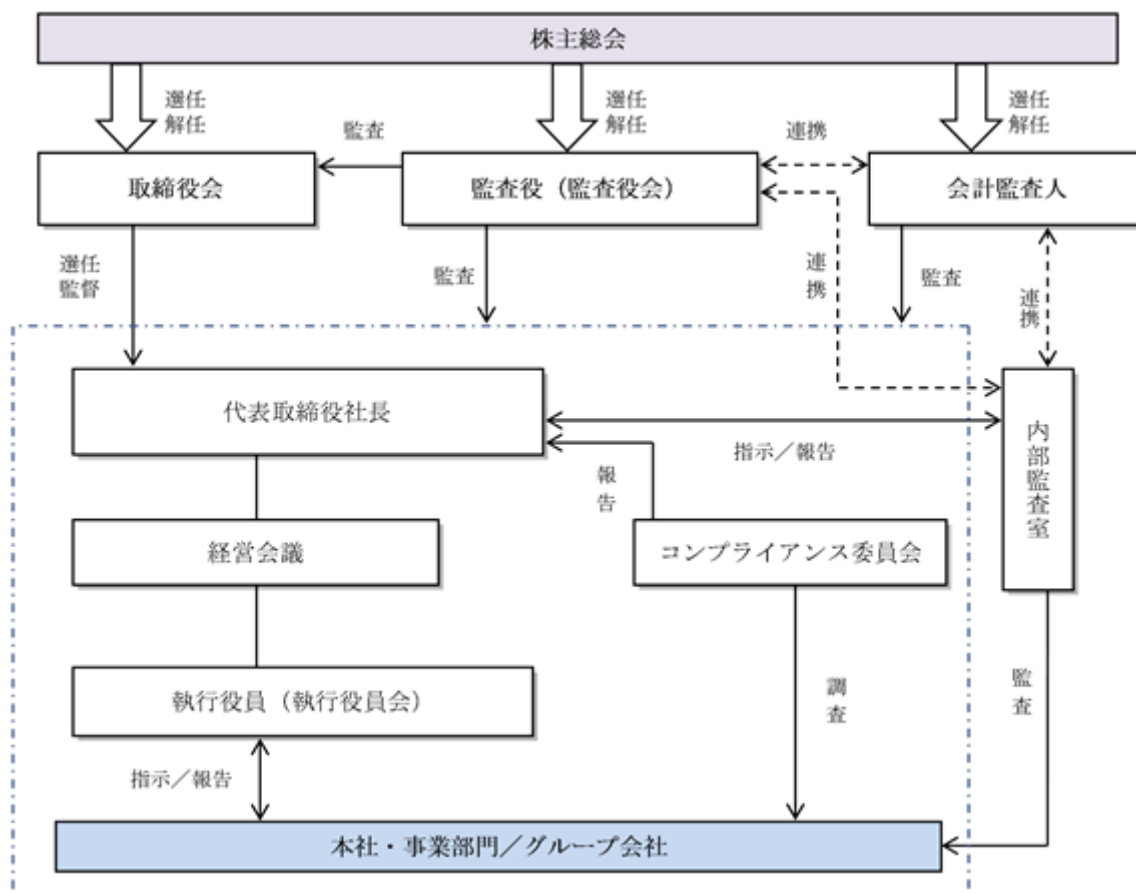 株主総会
選任
解任
選任
解任
選任
解任
監査
連携
取締役会
監査役（監査役会）
会計監査人
選任
監督
監査
連携
監査
連携
代表取締役社長
指示／報告
内部監査室
報告
経営会議
コンプライアンス委員会
執行役員（執行役員会）
調査
監査
指示／報告
本社・事業部門／グループ会社